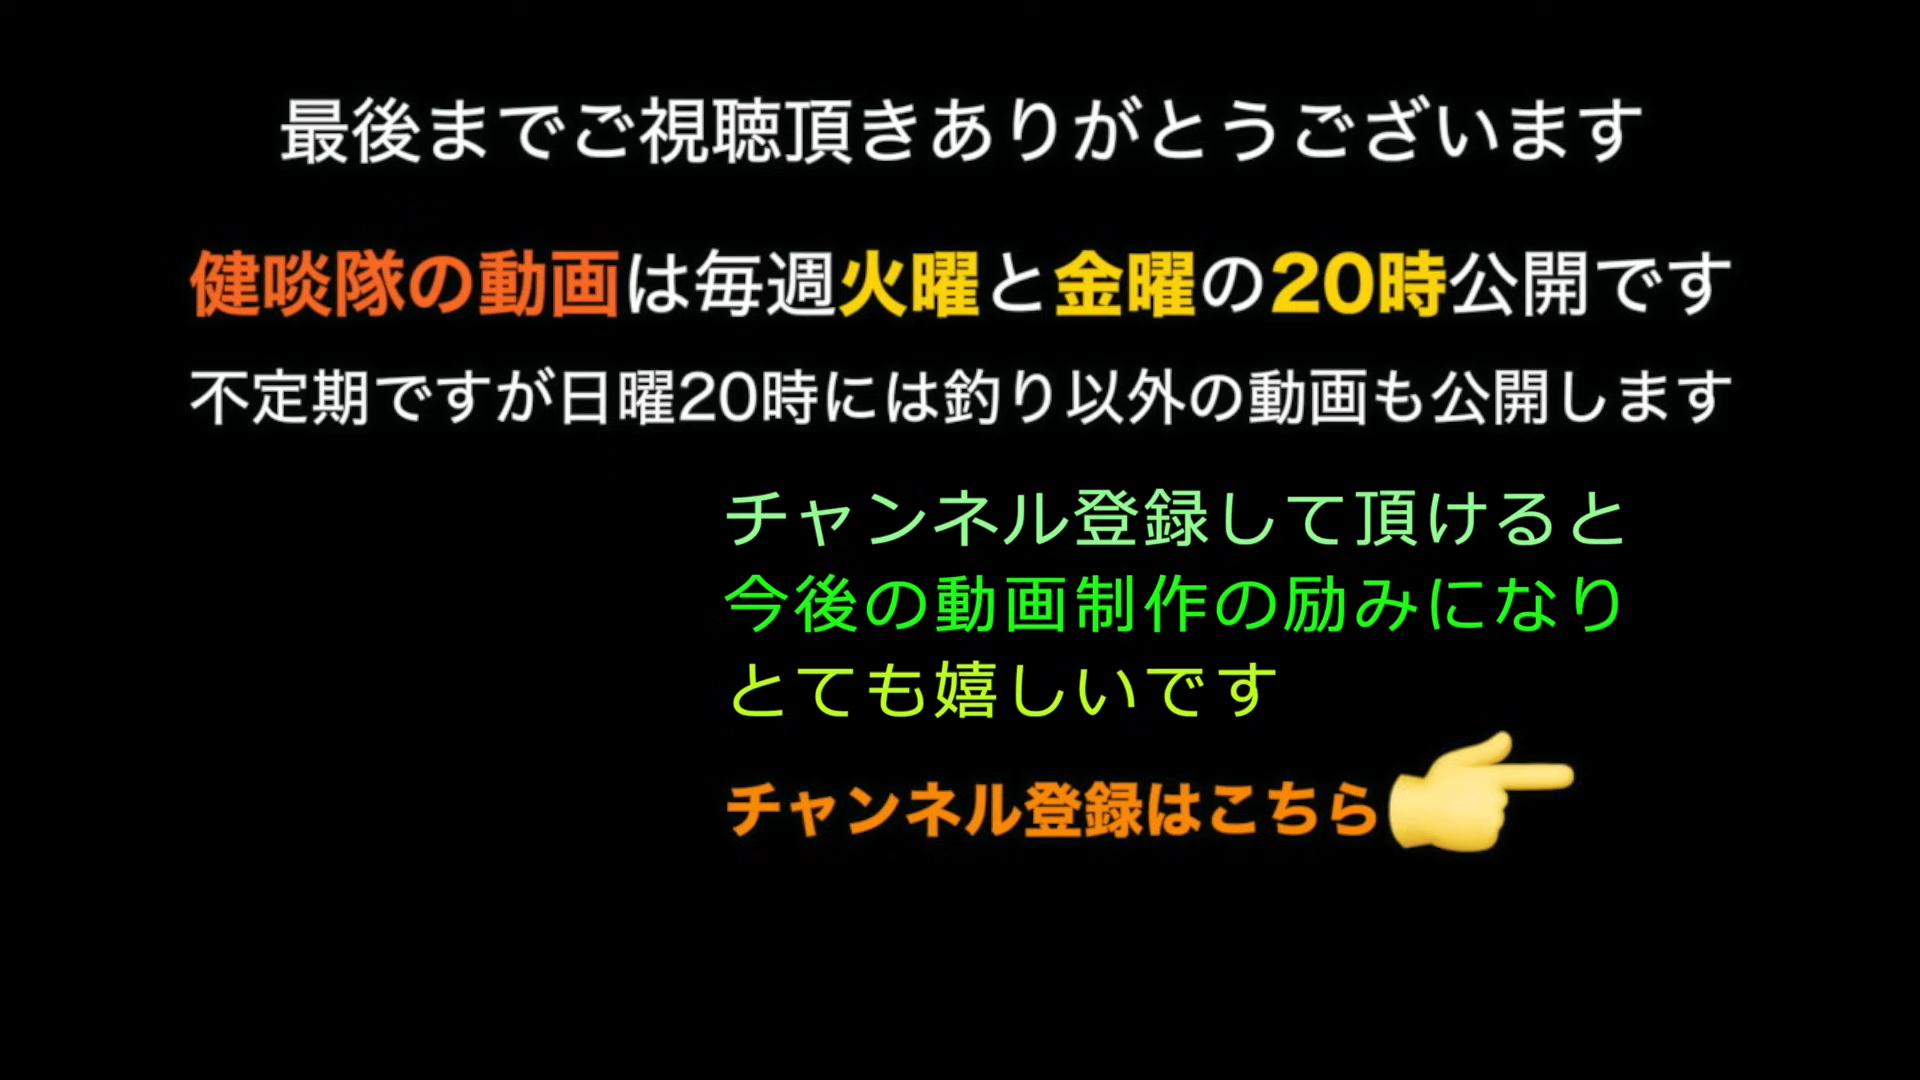 最後までご視聴頂きありがとうございます
健啖隊の動画は毎週火曜と金曜の20時公開です
不定期ですが日曜20時には釣り以外の動画も公開します
チャンネル登録して頂けると
今後の動画制作の励みになり
とても嬉しいです
チャンネル登録はこちら